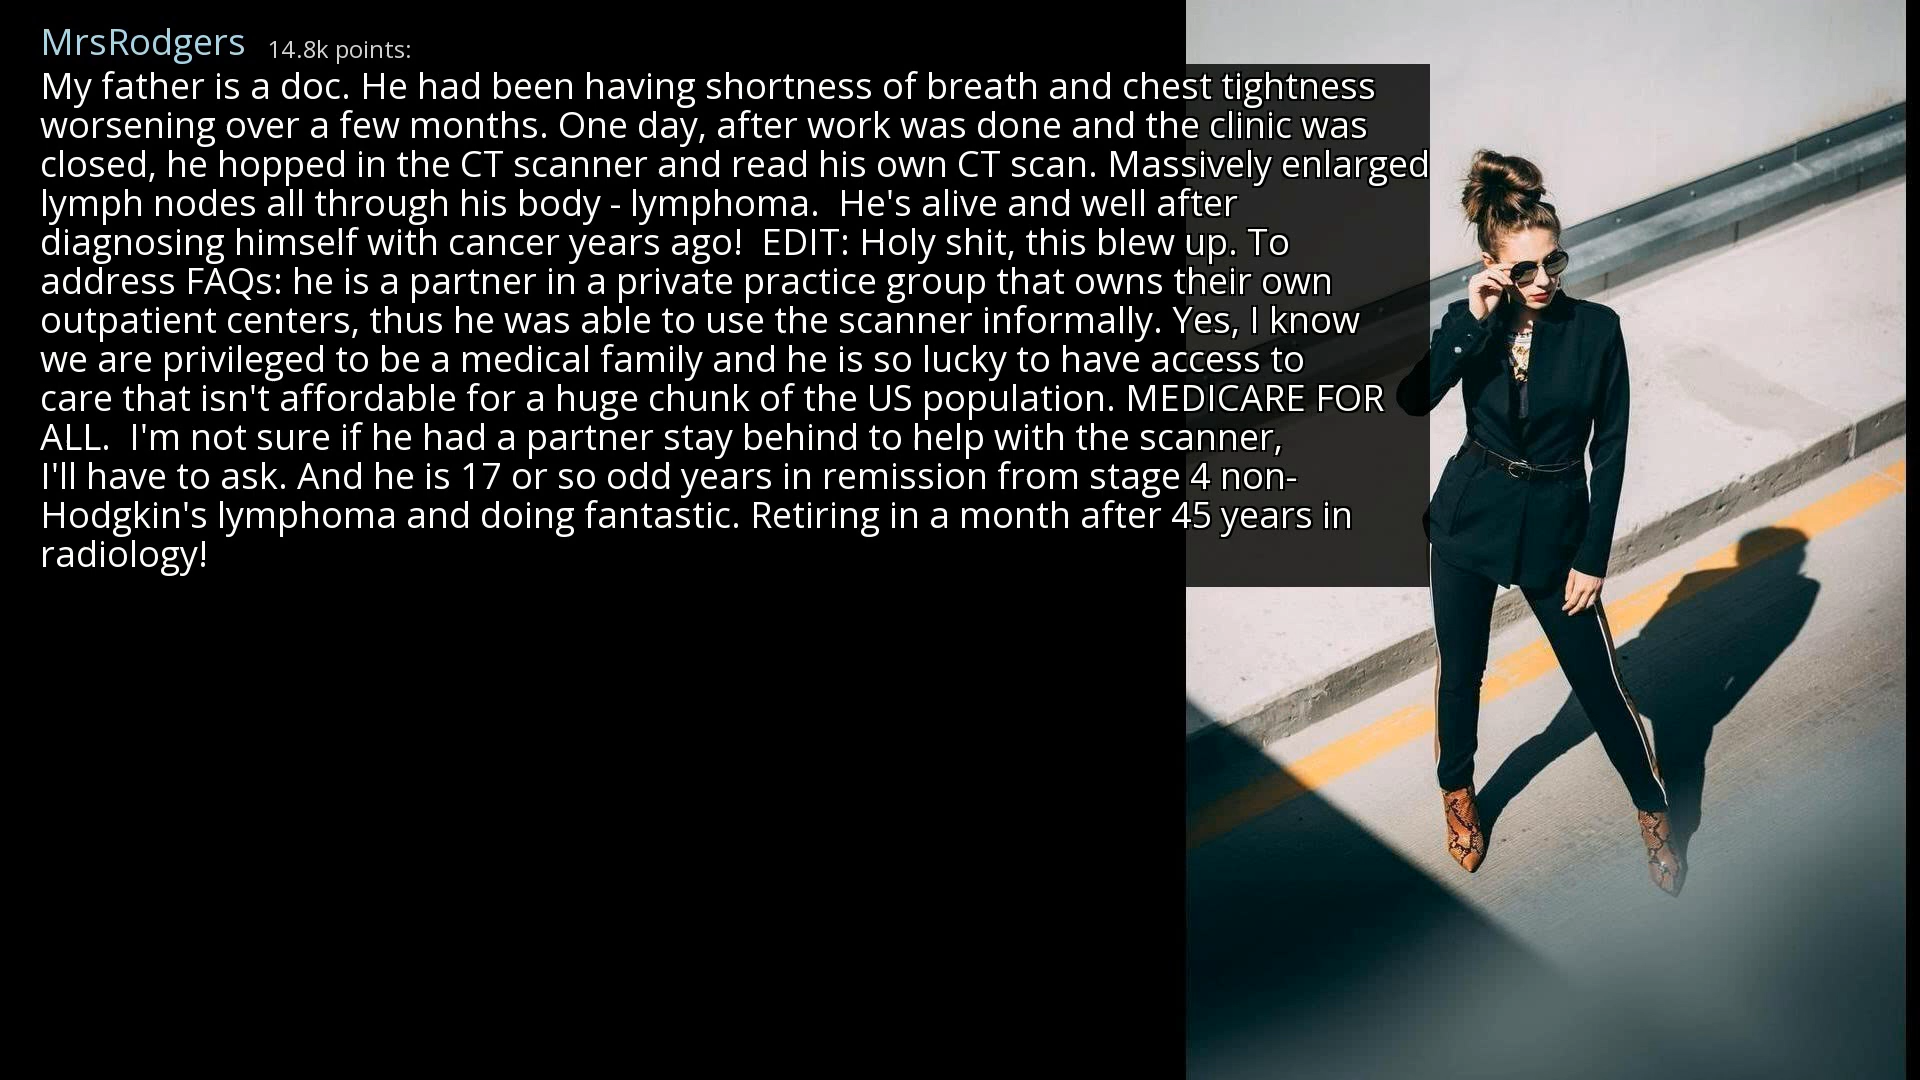 MrsRodgers 14.8k points:
My father is a doc. He had been having shortness of breath and chest tightness
worsening over a few months. One day, after work was done and the clinic was
closed, he hopped in the CT scanner and read his own CT scan. Massively enlarged
lymph nodes all through his body - lymphoma.  He's alive and well after
diagnosing himself with cancer years ago!  EDIT: Holy shit, this blew up. To
address FAQs: he is a partner in a private practice group that owns their own
outpatient centers, thus he was able to use the scanner informally. Yes, I know
we are privileged to be a medical family and he is so lucky to have access to
care that isn't affordable for a huge chunk of the US population. MEDICARE FOR
ALL.  I'm not sure if he had a partner stay behind to help with the scanner,
I'll have to ask. And he is 17 or so odd years in remission from stage 4 non-
Hodgkin's lymphoma and doing fantastic. Retiring in a month after 45 years in
radiology!